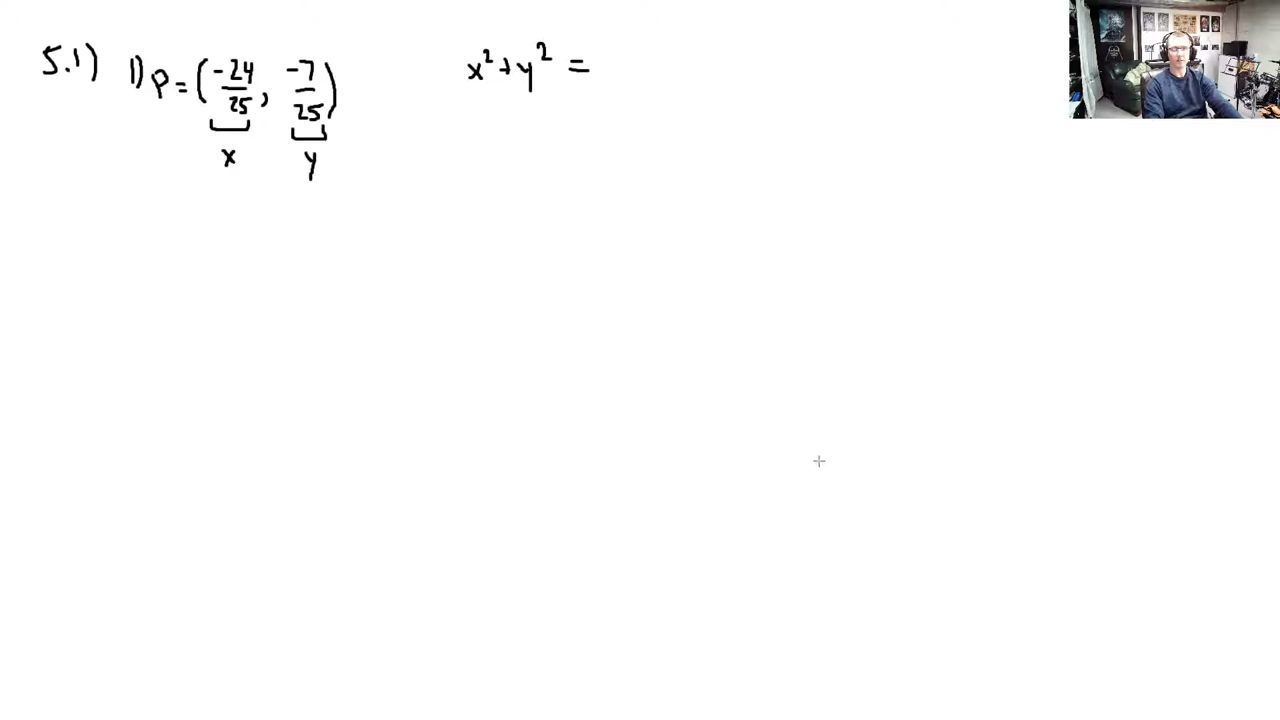 5.1) 1) P = (-24/25, -7/25) x² + y² =
x y